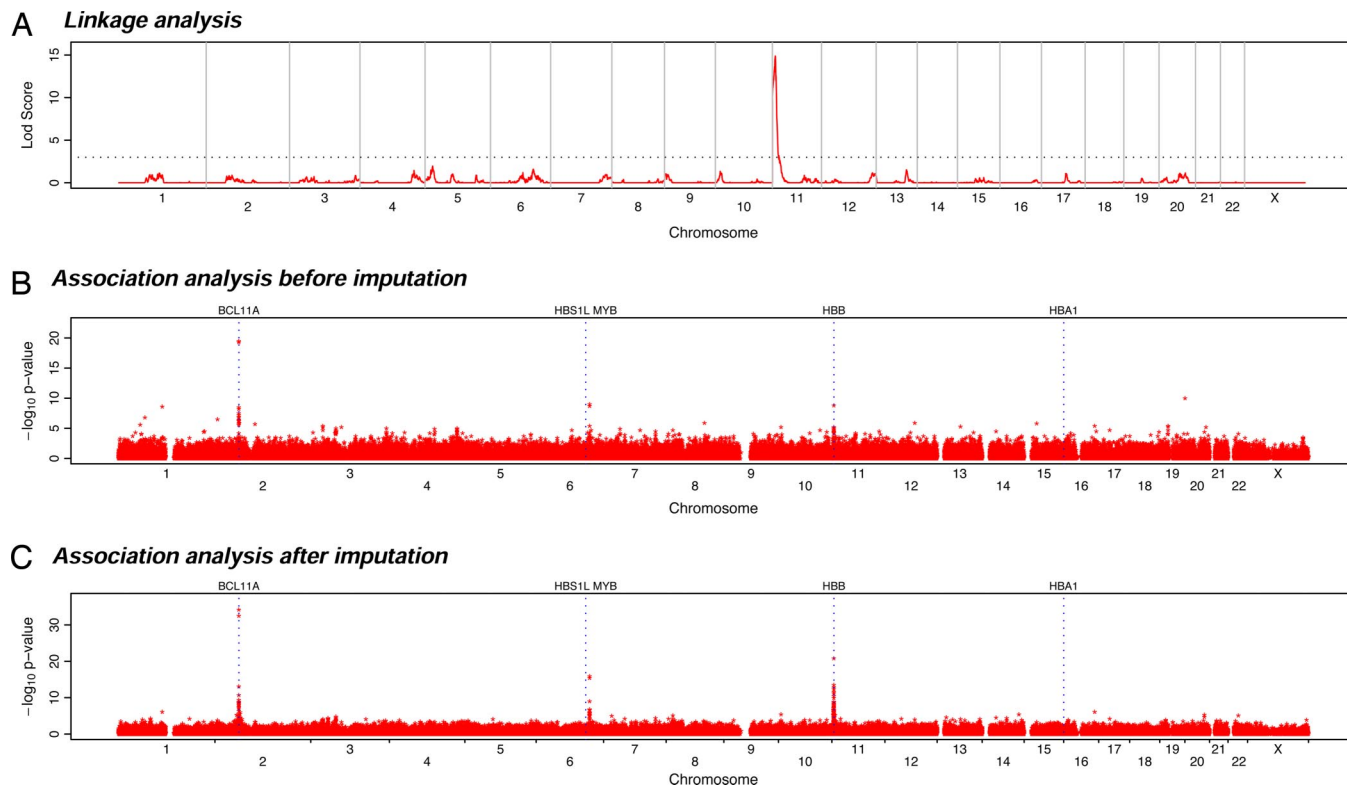 A Linkage analysis
Lod Score
15
10
5
0
1 2 3 4 5 6 7 8 9 10 11 12 13 14 15 16 17 18 19 20 21 22 X
Chromosome
B Association analysis before imputation
BCL11A HBS1L MYB HBB HBA1
−log10 p−value
20
15
10
5
0
1 2 3 4 5 6 7 8 9 10 11 12 13 14 15 16 17 18 19 20 21 22 X
Chromosome
C Association analysis after imputation
BCL11A HBS1L MYB HBB HBA1
−log10 p−value
30
20
10
0
1 2 3 4 5 6 7 8 9 10 11 12 13 14 15 16 17 18 19 20 21 22 X
Chromosome